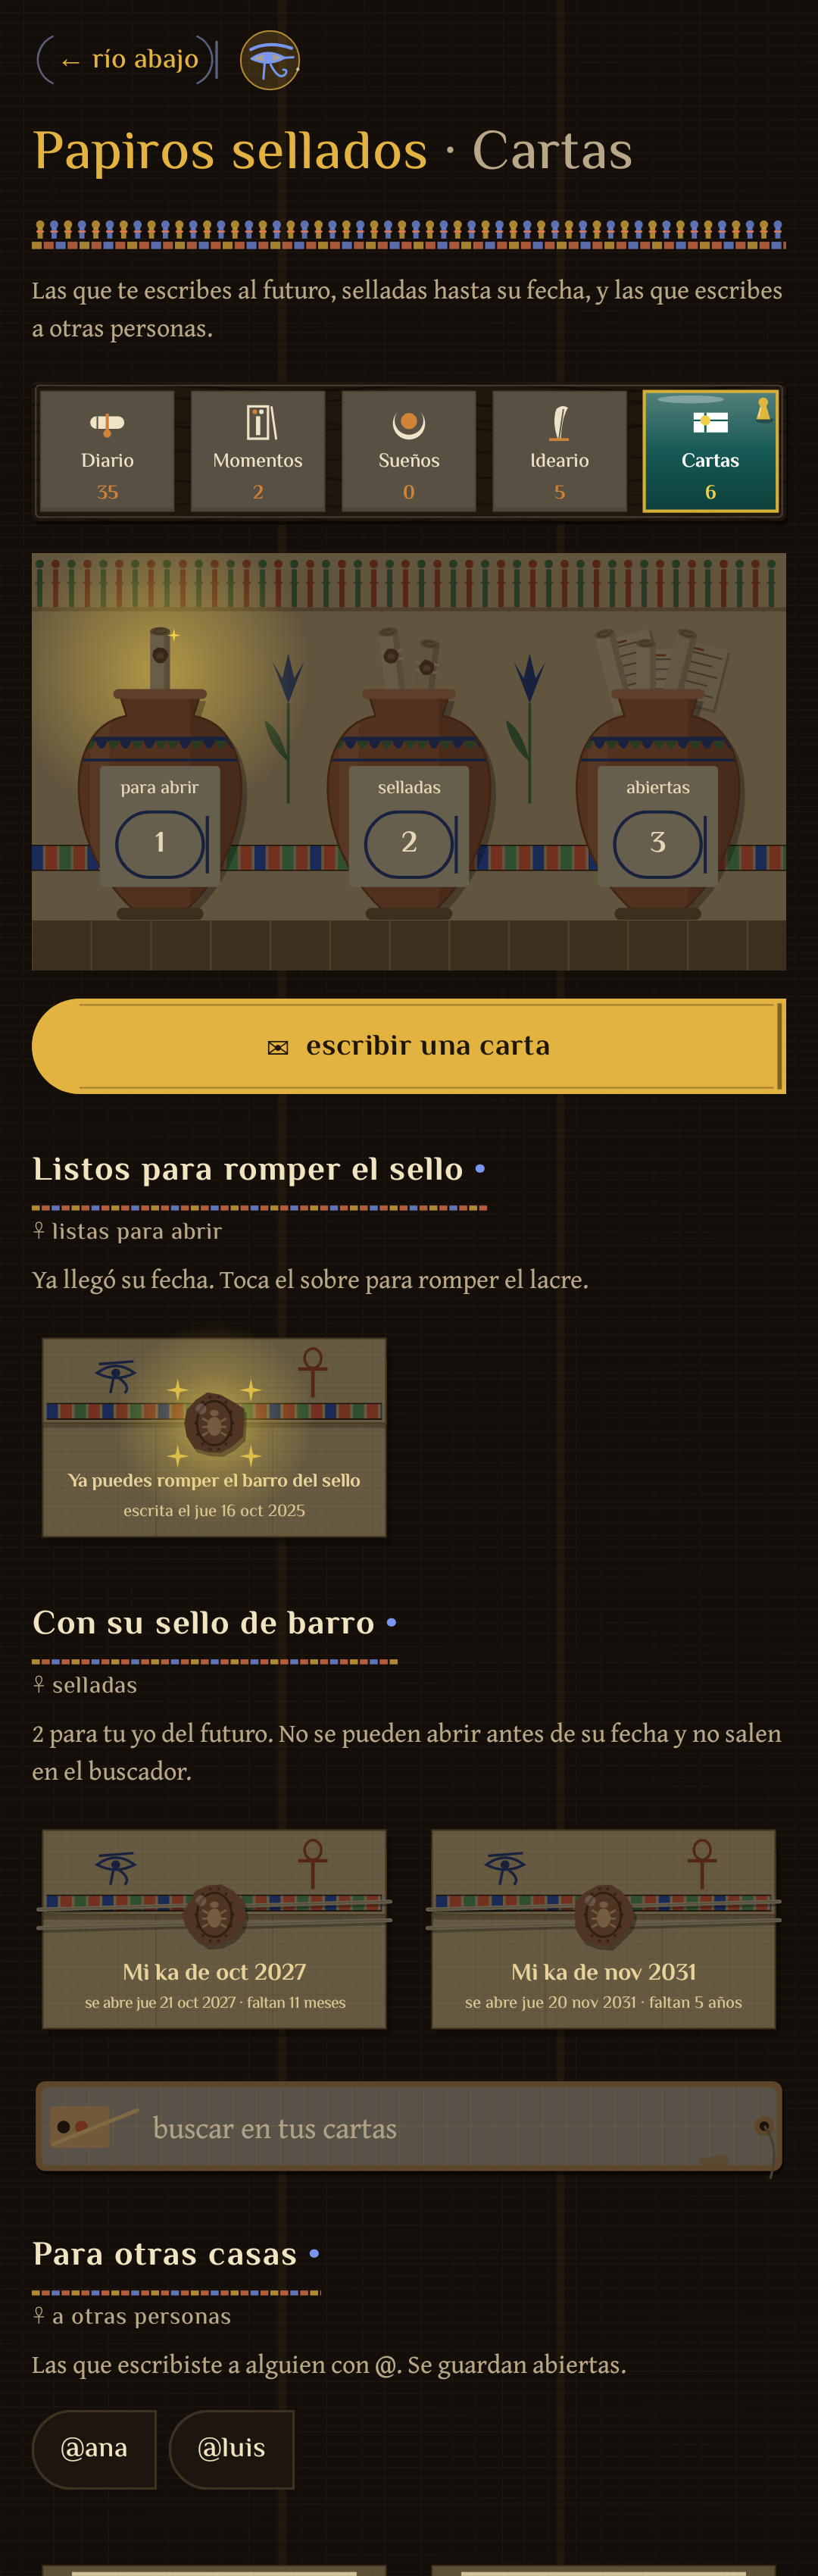 ← río abajo
Papiros sellados · Cartas
Las que te escribes al futuro, selladas hasta su fecha, y las que escribes
a otras personas.
Diario
35
Momentos
2
Sueños
0
Ideario
5
Cartas
6
para abrir
1
selladas
2
abiertas
3
✉ escribir una carta
Listos para romper el sello •
♀ listas para abrir
Ya llegó su fecha. Toca el sobre para romper el lacre.
Ya puedes romper el barro del sello
escrita el jue 16 oct 2025
Con su sello de barro •
♀ selladas
2 para tu yo del futuro. No se pueden abrir antes de su fecha y no salen
en el buscador.
Mi ka de oct 2027
se abre jue 21 oct 2027 · faltan 11 meses
Mi ka de nov 2031
se abre jue 20 nov 2031 · faltan 5 años
buscar en tus cartas
Para otras casas •
♀ a otras personas
Las que escribiste a alguien con @. Se guardan abiertas.
@ana
@luis